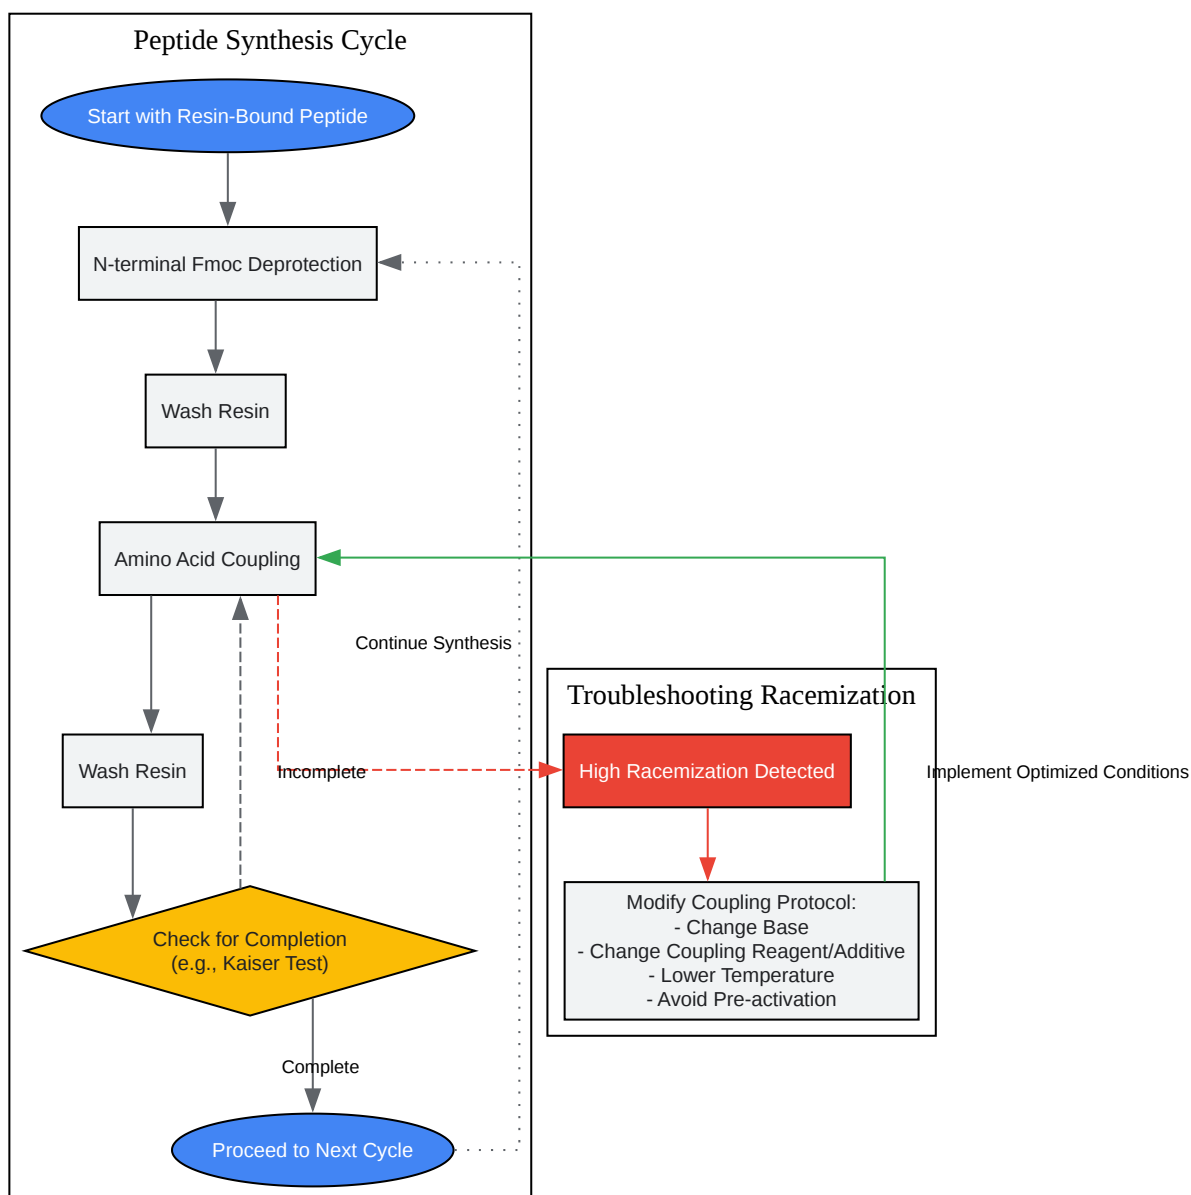 Peptide Synthesis Cycle
Start with Resin-Bound Peptide
N-terminal Fmoc Deprotection
Wash Resin
Amino Acid Coupling
Continue Synthesis
Wash Resin
Incomplete
Check for Completion
(e.g., Kaiser Test)
Complete
Proceed to Next Cycle
Troubleshooting Racemization
High Racemization Detected
Implement Optimized Conditions
Modify Coupling Protocol:
- Change Base
- Change Coupling Reagent/Additive
- Lower Temperature
- Avoid Pre-activation